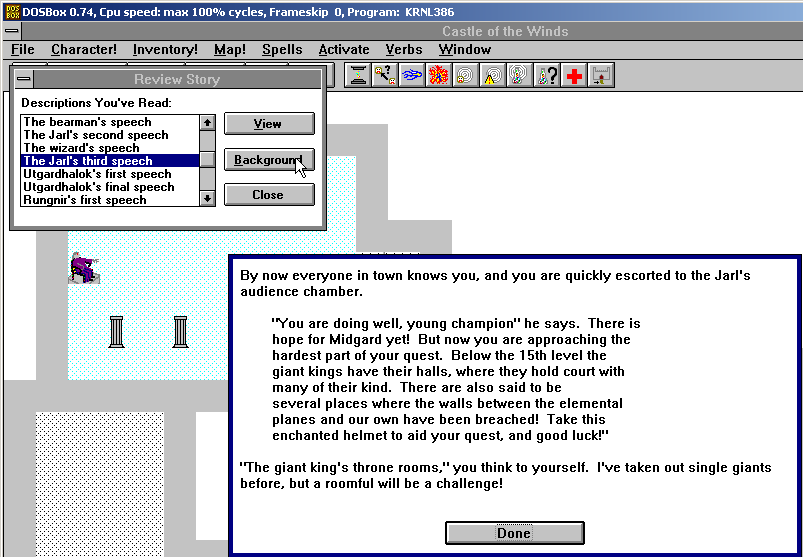 DOSBox 0.74, Cpu speed: max 100% cycles, Frameskip 0, Program: KRNL386
Castle of the Winds
File Character! Inventory! Map! Spells Activate Verbs Window
Review Story
Descriptions You've Read:
The bearman's speech
The Jarl's second speech
The wizard's speech
The Jarl's third speech
Utgardhalok's first speech
Utgardhalok's final speech
Rungnir's first speech
View
Background
Close
By now everyone in town knows you, and you are quickly escorted to the Jarl's
audience chamber.
"You are doing well, young champion" he says. There is
hope for Midgard yet! But now you are approaching the
hardest part of your quest. Below the 15th level the
giant kings have their halls, where they hold court with
many of their kind. There are also said to be
several places where the walls between the elemental
planes and our own have been breached! Take this
enchanted helmet to aid your quest, and good luck!"
"The giant king's throne rooms," you think to yourself. I've taken out single giants
before, but a roomful will be a challenge!
Done